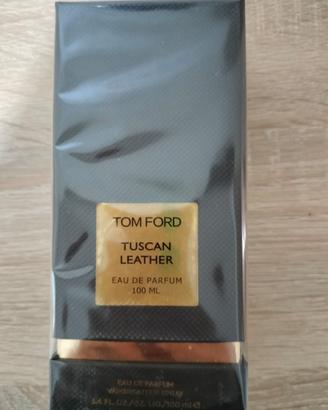 TOM FORD
TUSCAN
LEATHER
EAU DE PARFUM
100 ML
EAU DE PARFUM